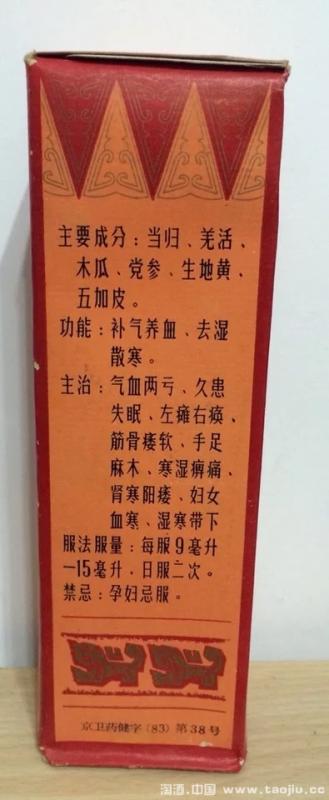 主要成分：当归、羌活、
木瓜、党参、生地黄、
五加皮。
功能：补气养血、去湿
散寒。
主治：气血两亏、久患
失眠、左瘫右痪、
筋骨痿软、手足
麻木、寒湿痹痛、
肾寒阳痿、妇女
血寒、湿寒带下
服法服量：每服9毫升
—15毫升，日服二次。
禁忌：孕妇忌服。
京卫药健字（83）第38号
淘酒.中国 www.taojiu.cc